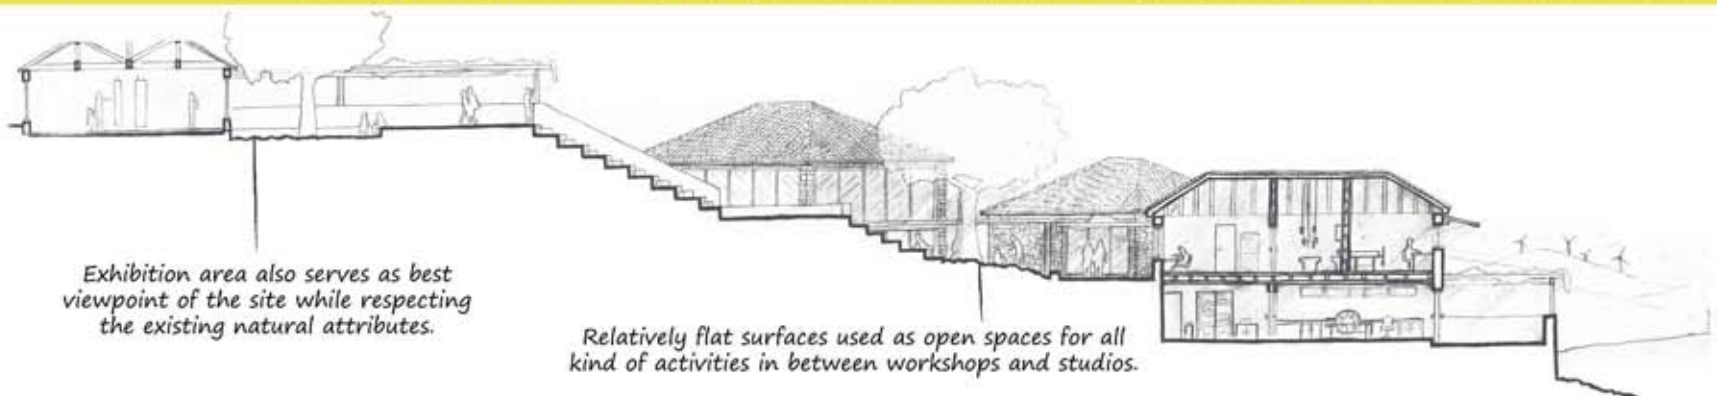 Exhibition area also serves as best
viewpoint of the site while respecting
the existing natural attributes.
Relatively flat surfaces used as open spaces for all
kind of activities in between workshops and studios.